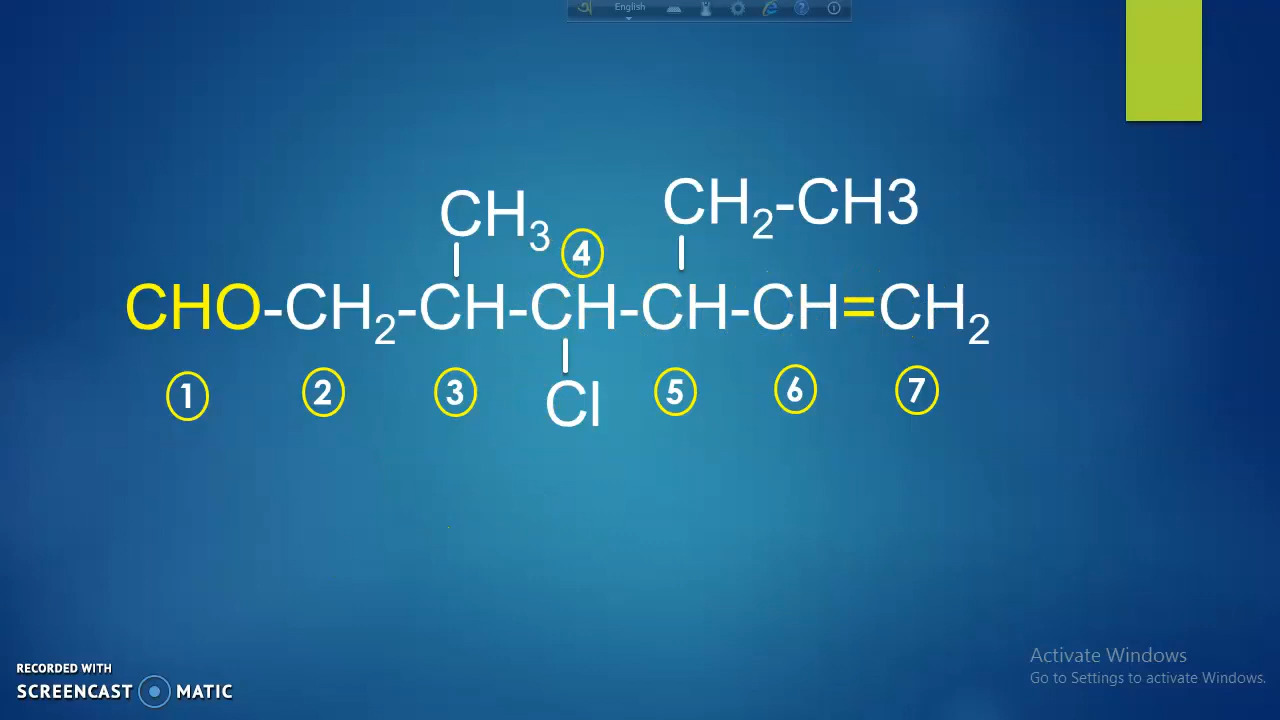 English
CH₂-CH3
CH₃
④
CHO-CH₂-CH-CH-CH-CH=CH₂
① ② ③ ⑤ ⑥ ⑦
Cl
Activate Windows
Go to Settings to activate Windows.
RECORDED WITH
SCREENCAST MATIC